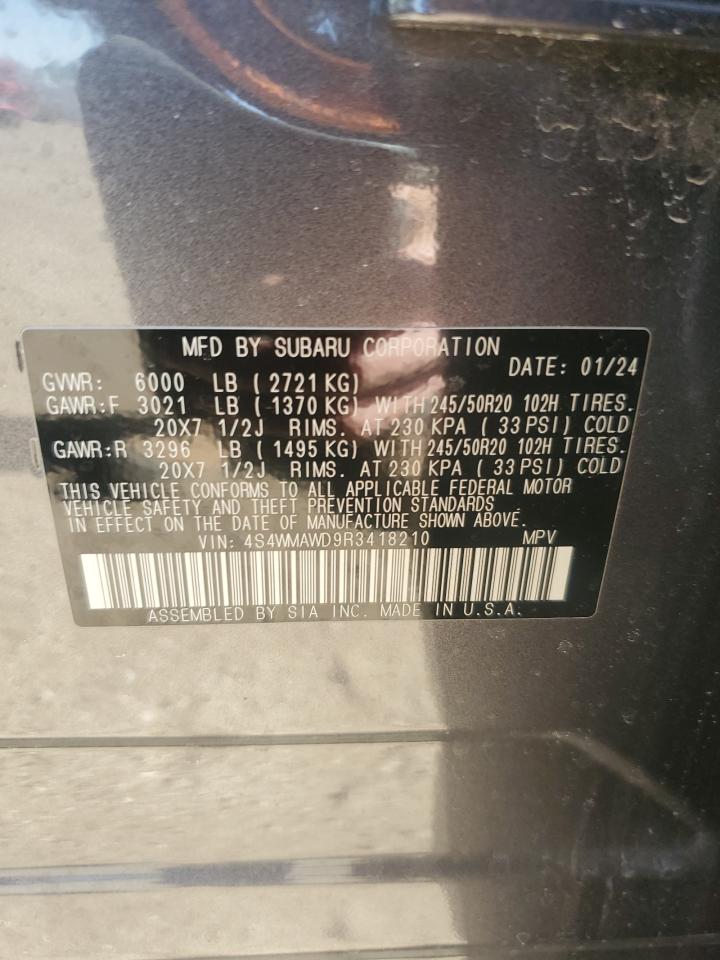 MFD BY SUBARU CORPORATION
DATE: 01/24
GVWR: 6000 LB ( 2721 KG)
GAWR:F 3021 LB ( 1370 KG) WITH 245/50R20 102H TIRES.
20X7 1/2J RIMS. AT 230 KPA ( 33 PSI) COLD
GAWR:R 3296 LB ( 1495 KG) WITH 245/50R20 102H TIRES.
20X7 1/2J RIMS. AT 230 KPA ( 33 PSI) COLD
THIS VEHICLE CONFORMS TO ALL APPLICABLE FEDERAL MOTOR
VEHICLE SAFETY AND THEFT PREVENTION STANDARDS
IN EFFECT ON THE DATE OF MANUFACTURE SHOWN ABOVE.
VIN: 4S4WMAWD9R3418210 MPV
ASSEMBLED BY SIA INC. MADE IN U.S.A.